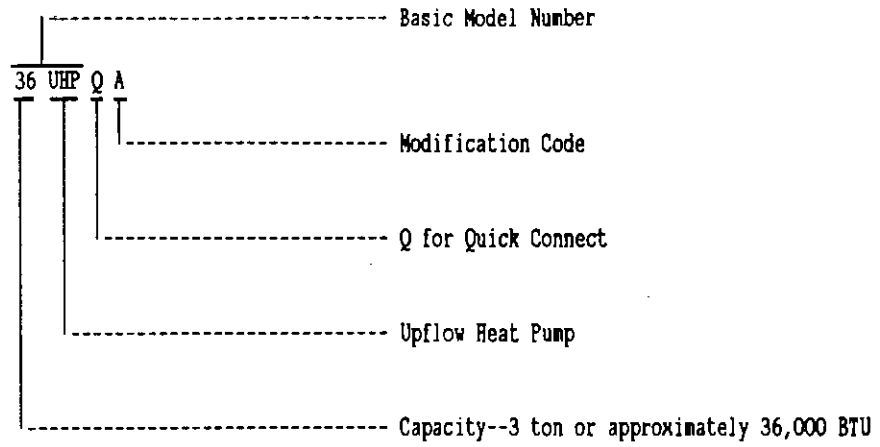 Basic Model Number
36 UHP Q A
Modification Code
Q for Quick Connect
Upflow Heat Pump
Capacity--3 ton or approximately 36,000 BTU